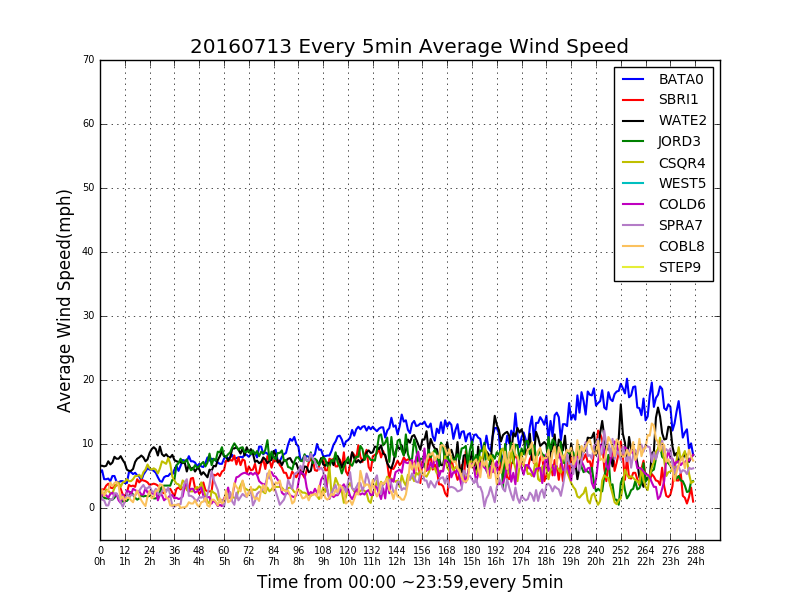 20160713 Every 5min Average Wind Speed
70
60
50
40
30
20
10
0
Average Wind Speed(mph)
BATA0
SBRI1
WATE2
JORD3
CSQR4
WEST5
COLD6
SPRA7
COBL8
STEP9
0 12 24 36 48 60 72 84 96 108 120 132 144 156 168 180 192 204 216 228 240 252 264 276 288
0h 1h 2h 3h 4h 5h 6h 7h 8h 9h 10h 11h 12h 13h 14h 15h 16h 17h 18h 19h 20h 21h 22h 23h 24h
Time from 00:00 ~23:59,every 5min